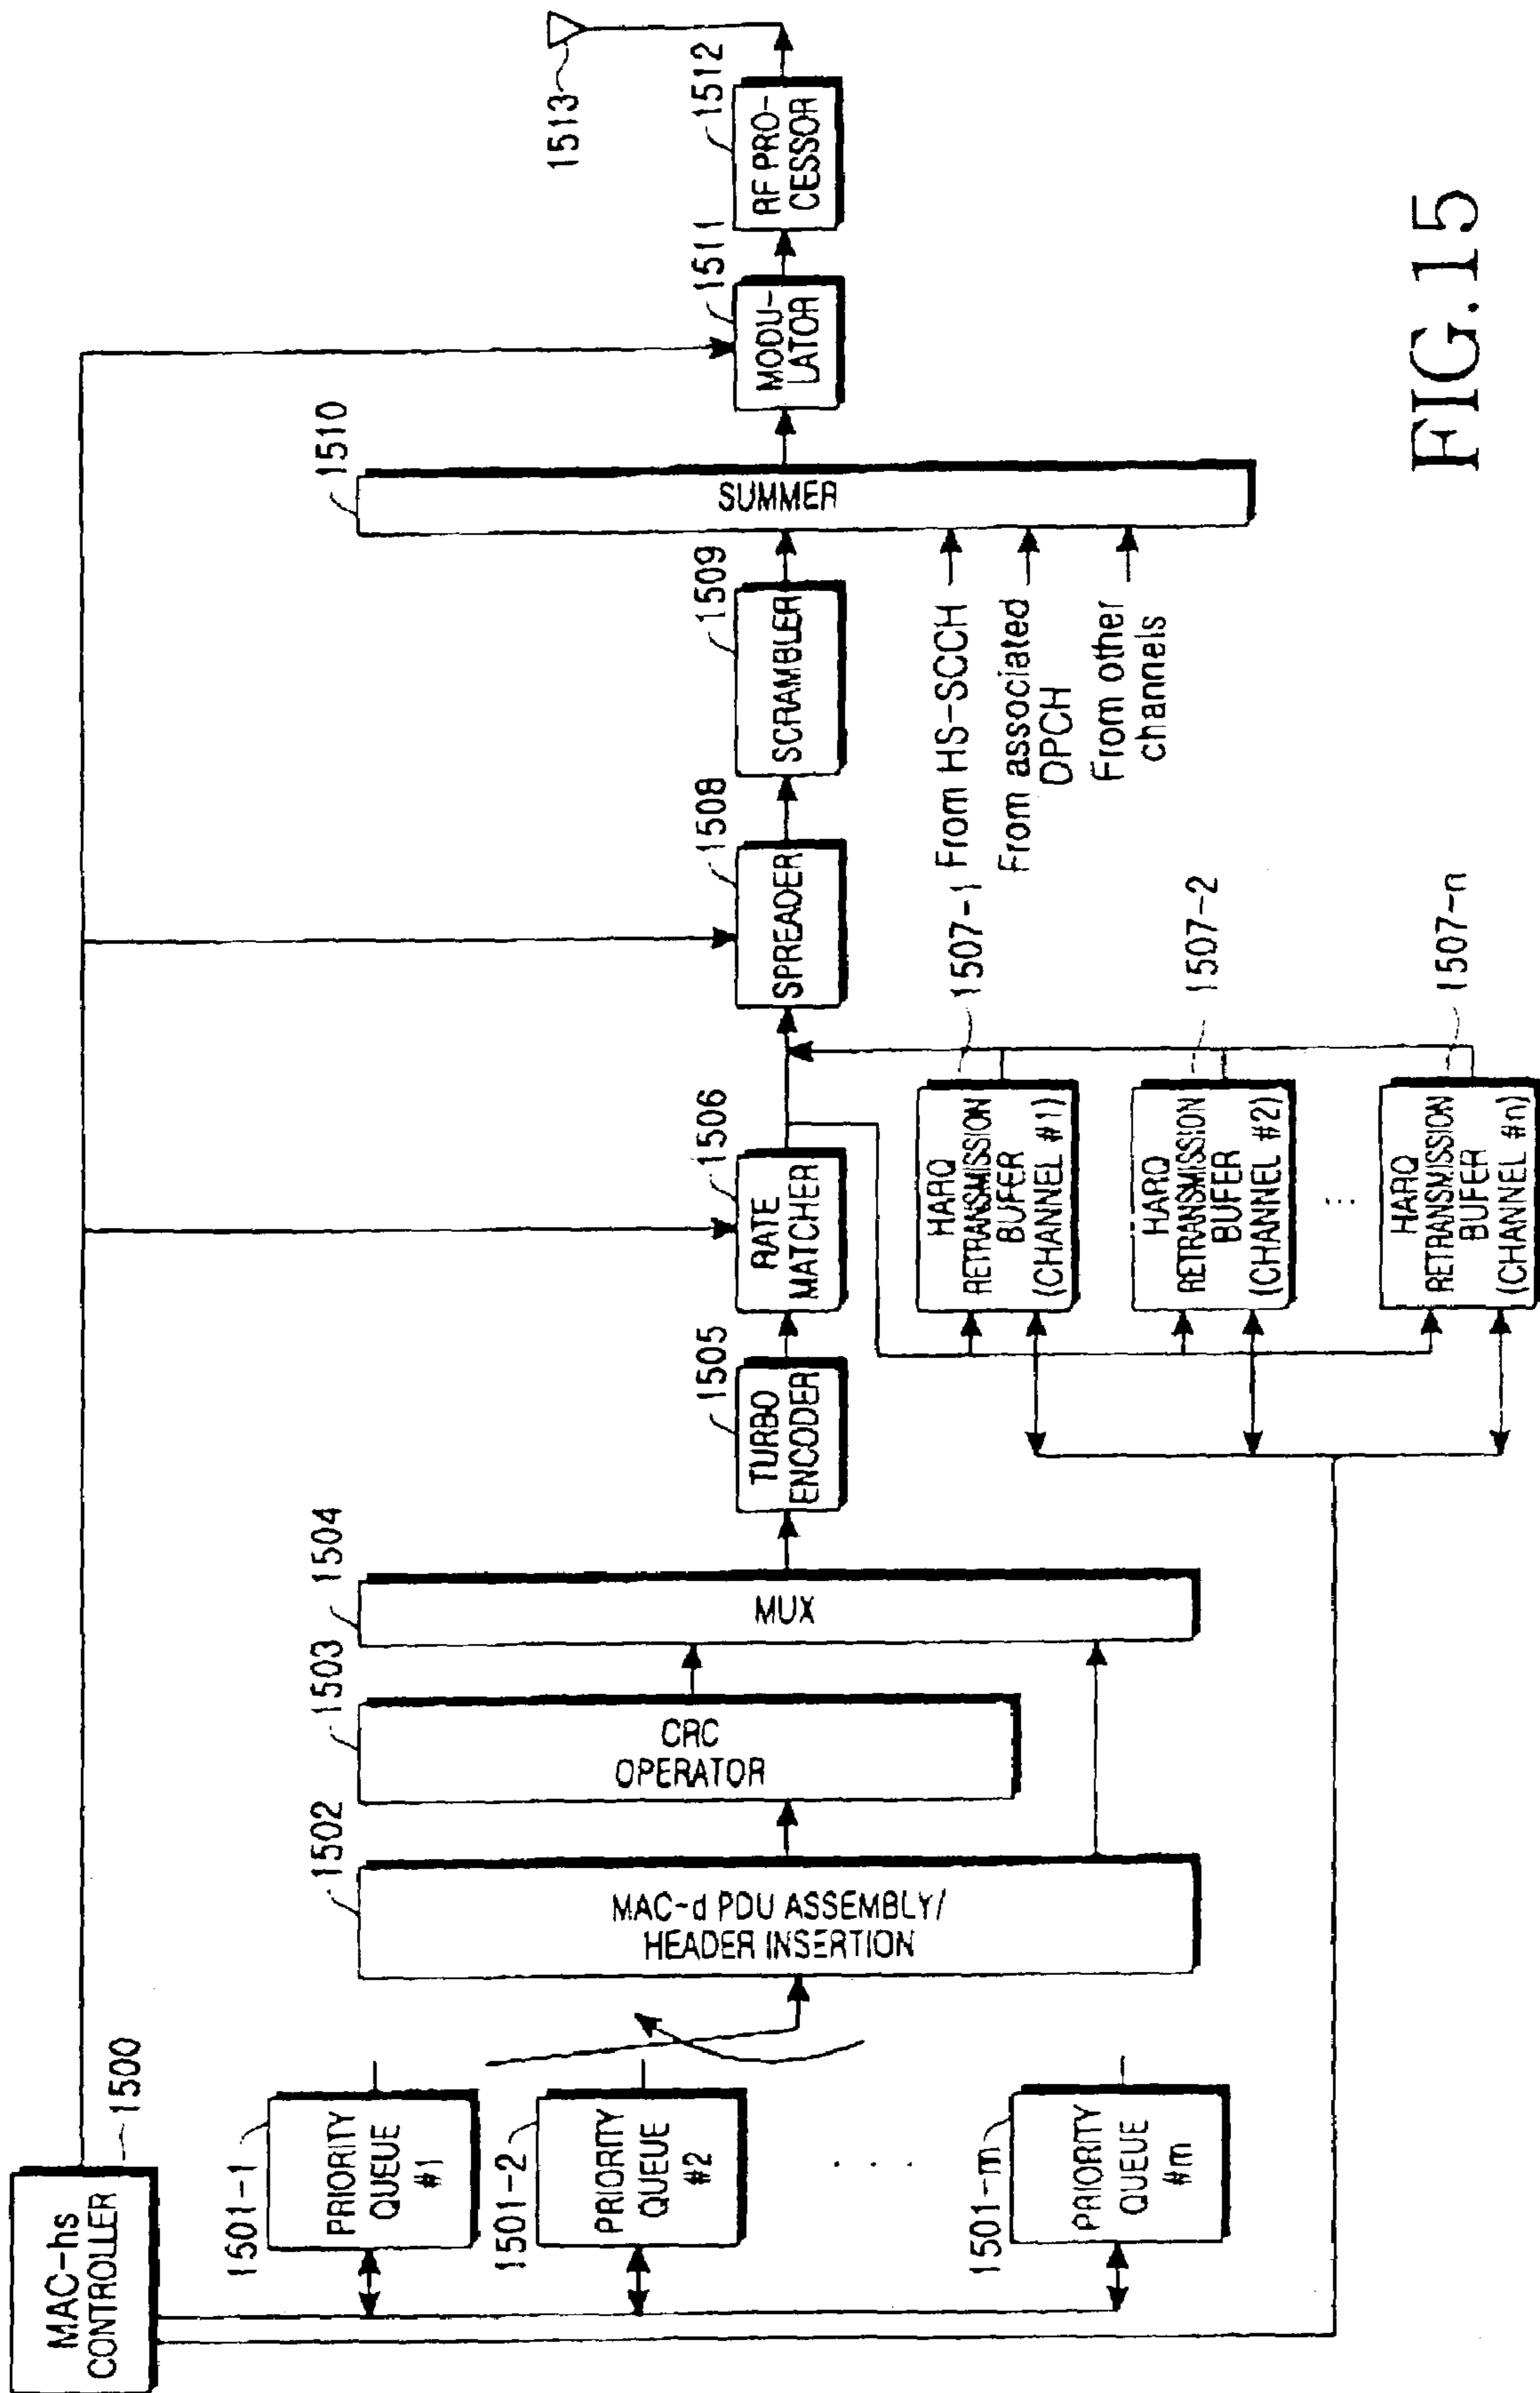 MAC-hs
CONTROLLER
1500
1501-1
PRIORITY
QUEUE
#1
1501-2
PRIORITY
QUEUE
#2
. . . .
1501-m
PRIORITY
QUEUE
#m
1502
MAC-d PDU ASSEMBLY/
HEADER INSERTION
1503
CRC
OPERATOR
1504
MUX
1505
TURBO
ENCODER
1506
RATE
MATCHER
1507-1
HARQ
RETRANSMISSION
BUFER
(CHANNEL #1)
1507-2
HARQ
RETRANSMISSION
BUFER
(CHANNEL #2)
...
1507-n
HARQ
RETRANSMISSION
BUFER
(CHANNEL #n)
1508
SPREADER
1509
SCRAMBLER
From HS-SCCH
From associated
DPCH
From other
channels
1510
SUMMER
1511
MODU-
LATOR
1512
RF PRO-
CESSOR
1513
FIG.15